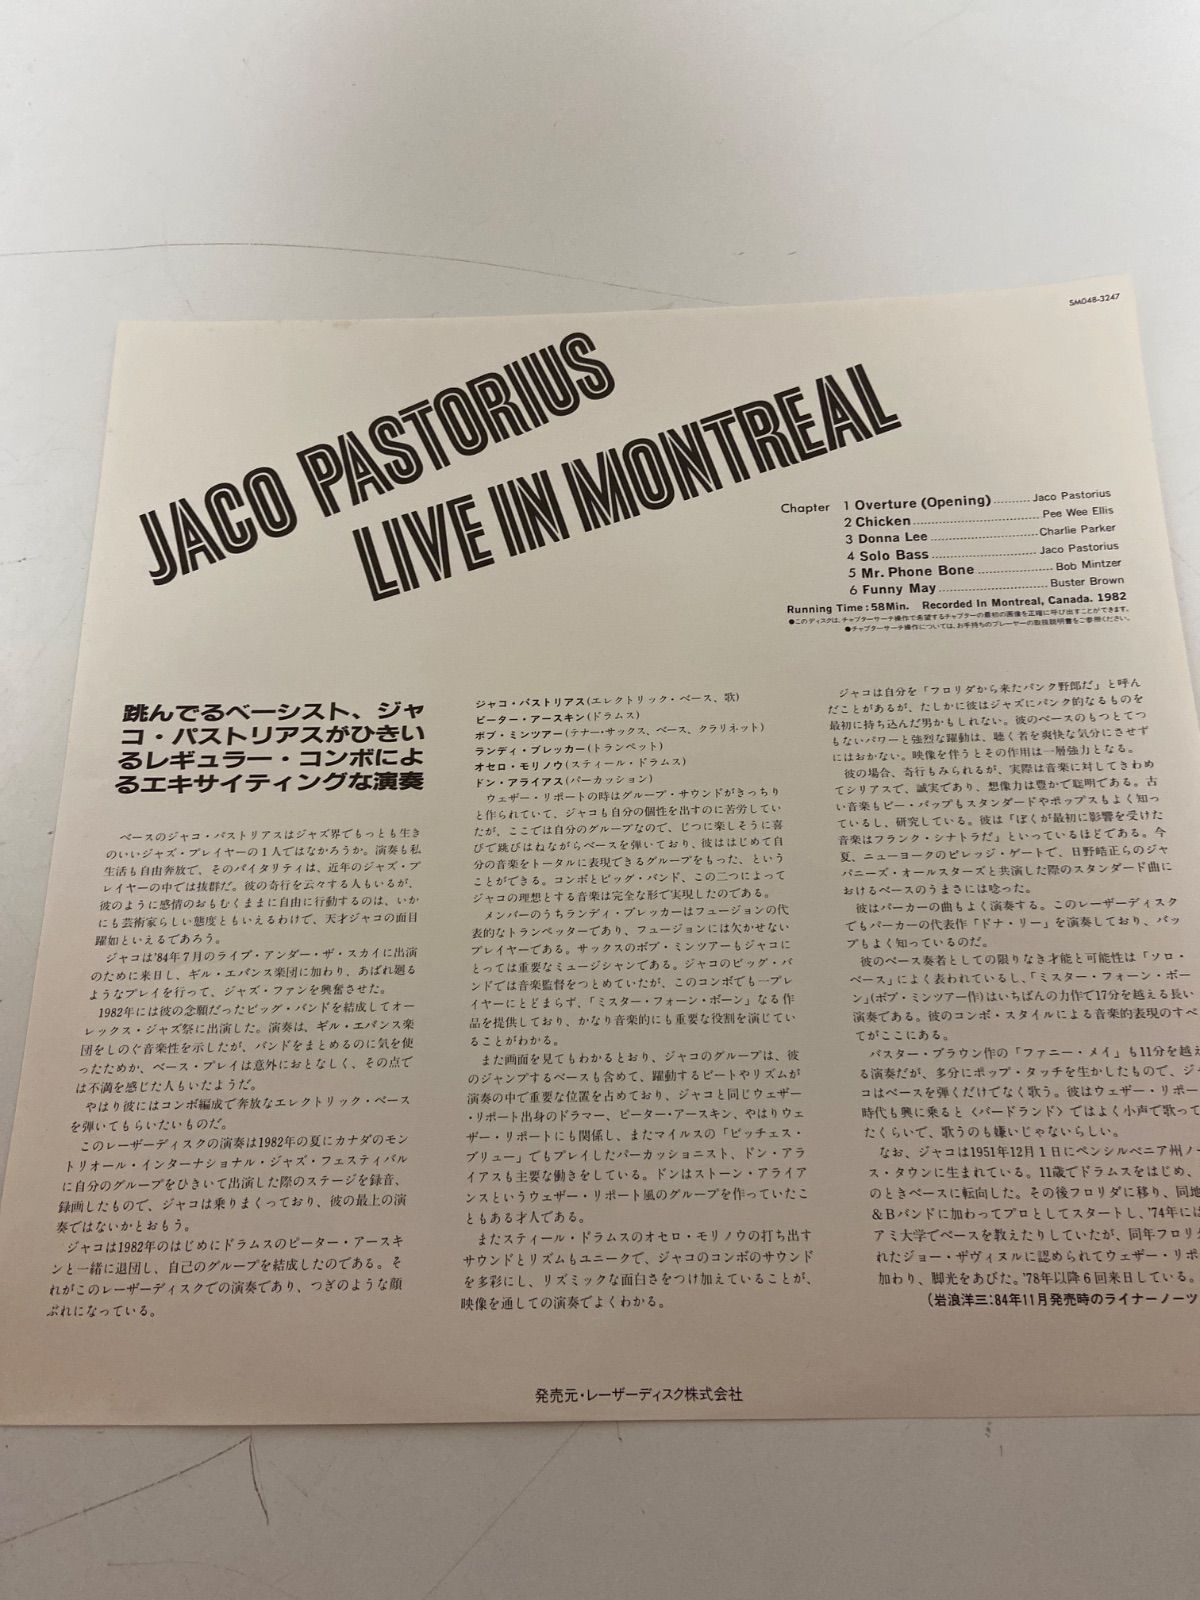 SM048-3247
JACO PASTORIUS
LIVE IN MONTREAL
Chapter 1 Overture (Opening) .......... Jaco Pastorius
2 Chicken .................................. Pee Wee Ellis
3 Donna Lee ............................. Charlie Parker
4 Solo Bass ............................ Jaco Pastorius
5 Mr. Phone Bone .................... Bob Mintzer
6 Funny May ............................. Buster Brown
Running Time : 58Min. Recorded In Montreal, Canada. 1982
●このディスクは、チャプターサーチ操作で希望するチャプターの最初の画像を正確に呼び出すことができます。
●チャプターサーチ操作については、お手持ちのプレーヤーの取扱説明書をご参照ください。
跳んでるベーシスト、ジャ
コ・パストリアスがひきい
るレギュラー・コンボによ
るエキサイティングな演奏
ベースのジャコ・パストリアスはジャズ界でもっとも生き
のいいジャズ・プレイヤーの1人ではなかろうか。演奏も私
生活も自由奔放で、そのバイタリティは、近年のジャズ・プ
レイヤーの中では抜群だ。彼の奇行を云々する人もいるが、
彼のように感情のおもむくままに自由に行動するのは、いか
にも芸術家らしい態度ともいえるわけで、天才ジャコの面目
躍如といえるであろう。
ジャコは'84年7月のライブ・アンダー・ザ・スカイに出演
のために来日し、ギル・エバンス楽団に加わり、あばれ廻る
ようなプレイを行って、ジャズ・ファンを興奮させた。
1982年には彼の念願だったビッグ・バンドを結成してオー
レックス・ジャズ祭に出演した。演奏は、ギル・エバンス楽
団をしのぐ音楽性を示したが、バンドをまとめるのに気を使
ったためか、ベース・プレイは意外におとなしく、その点で
は不満を感じた人もいたようだ。
やはり彼にはコンボ編成で奔放なエレクトリック・ベース
を弾いてもらいたいものだ。
このレーザーディスクの演奏は1982年の夏にカナダのモン
トリオール・インターナショナル・ジャズ・フェスティバル
に自分のグループをひきいて出演した際のステージを録音、
録画したもので、ジャコは乗りまくっており、彼の最上の演
奏ではないかとおもう。
ジャコは1982年のはじめにドラムスのピーター・アースキ
ンと一緒に退団し、自己のグループを結成したのである。そ
れがこのレーザーディスクでの演奏であり、つぎのような顔
ぶれになっている。
ジャコ・パストリアス(エレクトリック・ベース、歌)
ピーター・アースキン(ドラムス)
ボブ・ミンツァー(テナー・サックス、ベース、クラリネット)
ランディ・ブレッカー(トランペット)
オセロ・モリノウ(スティール・ドラムス)
ドン・アライアス(パーカッション)
ウェザー・リポートの時はグループ・サウンドがきっちり
と作られていて、ジャコも自分の個性を出すのに苦労してい
たが、ここでは自分のグループなので、じつに楽しそうに喜
びで跳びはねながらベースを弾いており、彼ははじめて自
分の音楽をトータルに表現できるグループをもった、という
ことができる。コンボとビッグ・バンド、この二つによって
ジャコの理想とする音楽は完全な形で実現したのである。
メンバーのうちランディ・ブレッカーはフュージョンの代
表的なトランペッターであり、フュージョンには欠かせない
プレイヤーである。サックスのボブ・ミンツアーもジャコに
とっては重要なミュージシャンである。ジャコのビッグ・バ
ンドでは音楽監督をつとめていたが、このコンボでも一プレ
イヤーにとどまらず、「ミスター・フォーン・ボーン」なる作
品を提供しており、かなり音楽的にも重要な役割を演じてい
ることがわかる。
また画面を見てもわかるとおり、ジャコのグループは、彼
のジャンプするベースも含めて、躍動するビートやリズムが
演奏の中で重要な位置を占めており、ジャコと同じウェザー
・リポート出身のドラマー、ピーター・アースキン、やはりウェ
ザー・リポートにも関係し、またマイルスの「ビッチェス・
ブリュー」でもプレイしたパーカッショニスト、ドン・アラ
イアスも主要な働きをしている。ドンはストーン・アライア
ンスというウェザー・リポート風のグループを作っていたこ
ともある才人である。
またスティール・ドラムスのオセロ・モリノウの打ち出す
サウンドとリズムもユニークで、ジャコのコンボのサウンド
を多彩にし、リズミックな面白さをつけ加えていることが、
映像を通しての演奏でよくわかる。
ジャコは自分を「フロリダから来たパンク野郎だ」と呼ん
だことがあるが、たしかに彼はジャズにパンク的なるものを
最初に持ち込んだ男かもしれない。彼のベースのもつとてつ
もないパワーと強烈な躍動は、聴く者を爽快な気分にさせず
にはおかない。映像を伴うとその作用は一層強力となる。
彼の場合、奇行もみられるが、実際は音楽に対してきわめ
てシリアスで、誠実であり、想像力は豊かで聡明である。古
い音楽もビー・バップもスタンダードやポップスもよく知っ
ているし、研究している。彼は「ぼくが最初に影響を受けた
音楽はフランク・シナトラだ」といっているほどである。今
夏、ニューヨークのビレッジ・ゲートで、日野皓正らのジャ
パニーズ・オールスターズと共演した際のスタンダード曲に
おけるベースのうまさには唸った。
彼はパーカーの曲もよく演奏する。このレーザーディスク
でもパーカーの代表作「ドナ・リー」を演奏しており、バッ
プもよく知っているのだ。
彼のベース奏者としての限りなき才能と可能性は「ソロ・
ベース」によく表われているし、「ミスター・フォーン・ボー
ン」(ボブ・ミンツアー作)はいちばんの力作で17分を越える長い
演奏である。彼のコンボ・スタイルによる音楽的表現のすべ
てがここにある。
バスター・ブラウン作の「ファニー・メイ」も11分を越え
る演奏だが、多分にポップ・タッチを生かしたもので、ジャ
コはベースを弾くだけでなく歌う。彼はウェザー・リポー
時代も興に乗ると〈バードランド〉ではよく小声で歌って
たくらいで、歌うのも嫌いじゃないらしい。
なお、ジャコは1951年12月1日にペンシルベニア州ノー
ス・タウンに生まれている。11歳でドラムスをはじめ、
のときベースに転向した。その後フロリダに移り、同地
&Bバンドに加わってプロとしてスタートし、'74年には
アミ大学でベースを教えたりしていたが、同年フロリダ
れたジョー・ザヴィヌルに認められてウェザー・リポ
加わり、脚光をあびた。'78年以降6回来日している。
(岩浪洋三：84年11月発売時のライナーノーツ
発売元・レーザーディスク株式会社